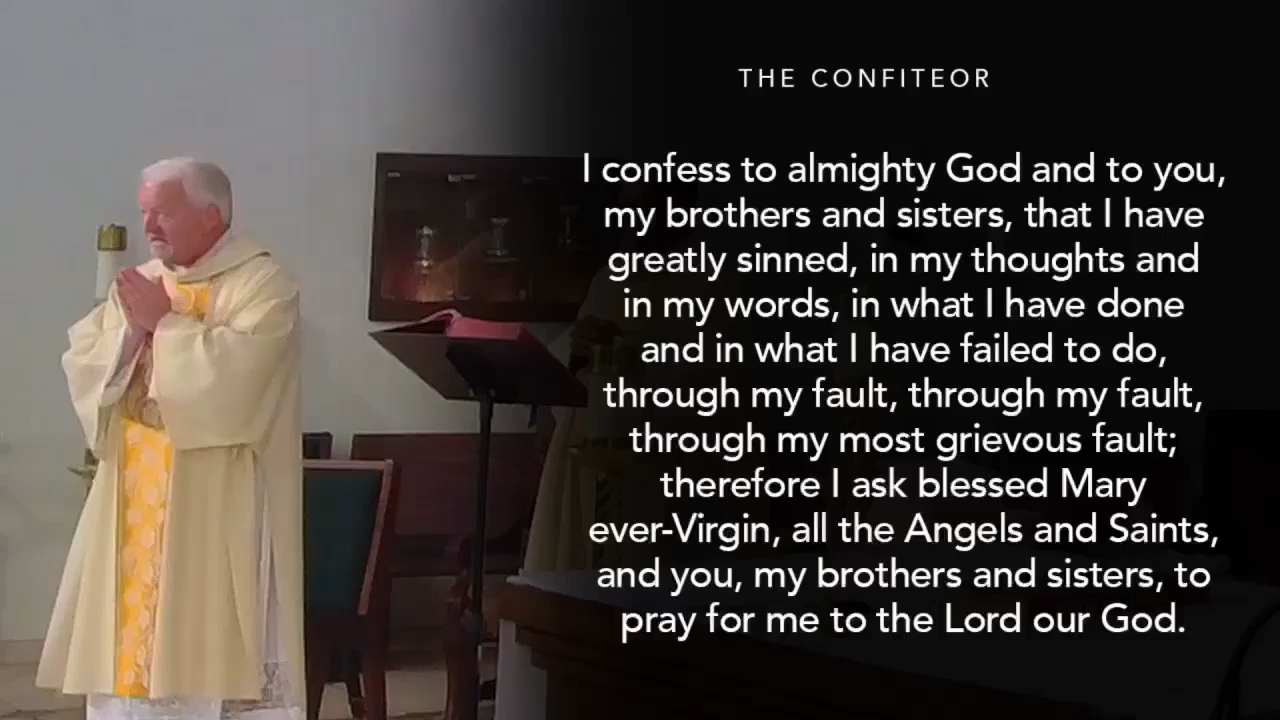 THE CONFITEOR
I confess to almighty God and to you,
my brothers and sisters, that I have
greatly sinned, in my thoughts and
in my words, in what I have done
and in what I have failed to do,
through my fault, through my fault,
through my most grievous fault;
therefore I ask blessed Mary
ever-Virgin, all the Angels and Saints,
and you, my brothers and sisters, to
pray for me to the Lord our God.